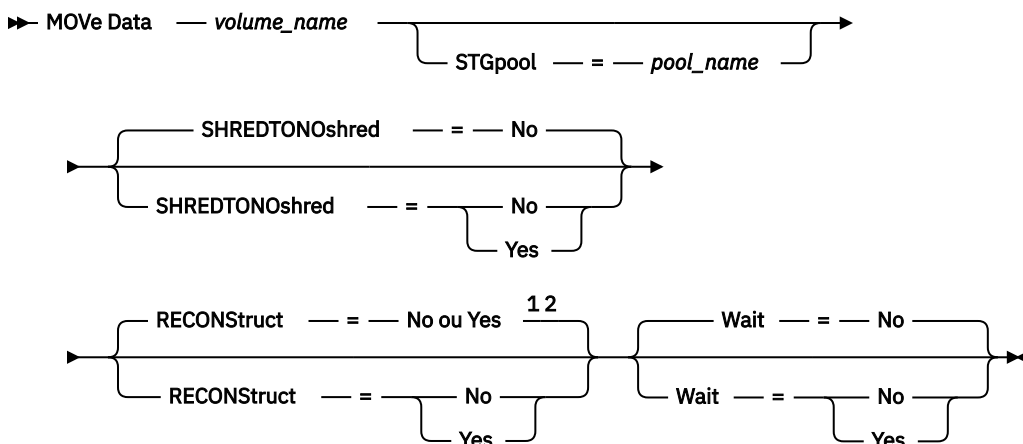 MOVe Data volume_name
STGpool = pool_name
SHREDTONOshred = No
SHREDTONOshred = No
Yes
RECONStruct = No ou Yes 1 2 Wait = No
RECONStruct = No Wait = No
Yes Yes